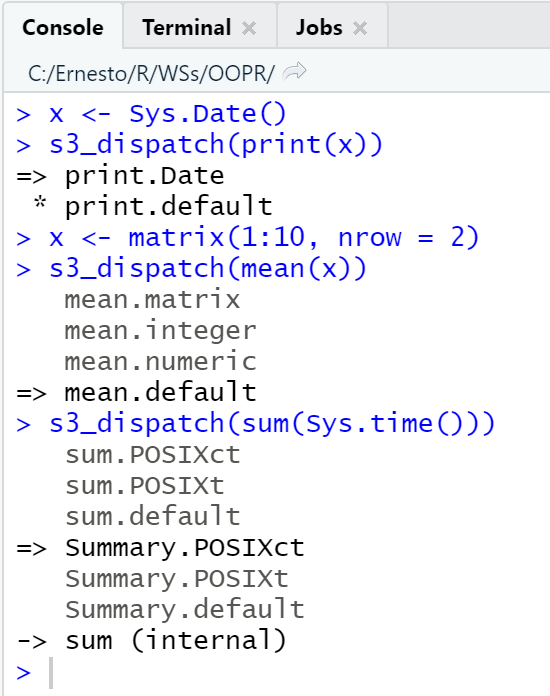 Console Terminal × Jobs ×
C:/Ernesto/R/WSs/OOPR/
> x <- Sys.Date()
> s3_dispatch(print(x))
=> print.Date
 * print.default
> x <- matrix(1:10, nrow = 2)
> s3_dispatch(mean(x))
   mean.matrix
   mean.integer
   mean.numeric
=> mean.default
> s3_dispatch(sum(Sys.time()))
   sum.POSIXct
   sum.POSIXt
   sum.default
=> Summary.POSIXct
   Summary.POSIXt
   Summary.default
-> sum (internal)
>